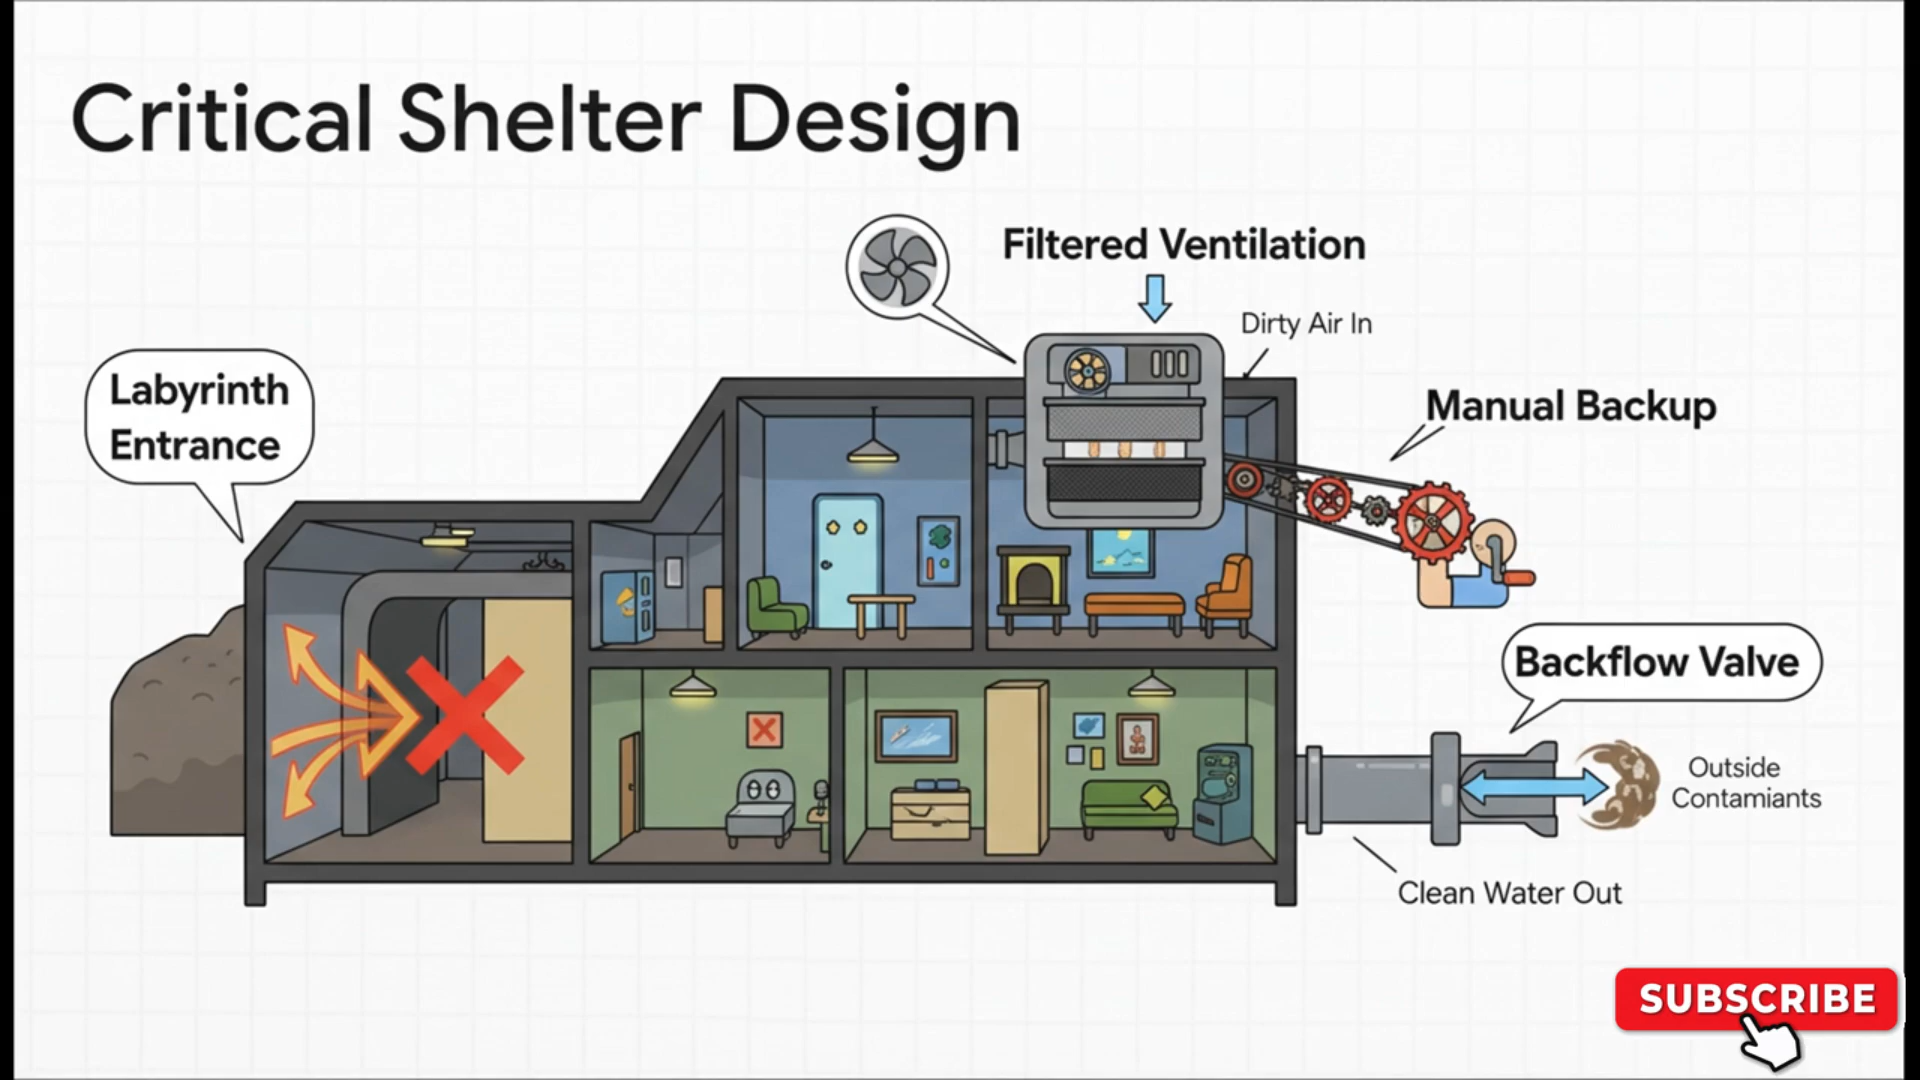 Critical Shelter Design
Filtered Ventilation
Dirty Air In
Labyrinth
Entrance
Manual Backup
Backflow Valve
Outside
Contamiants
Clean Water Out
SUBSCRIBE